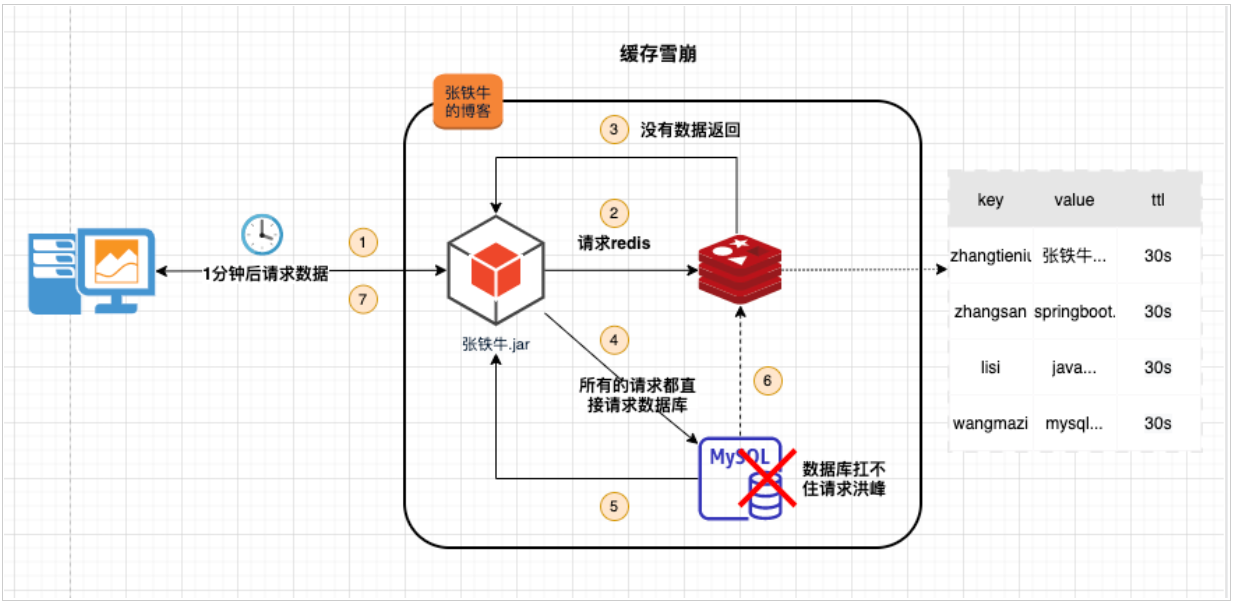 缓存雪崩
张铁牛
的博客
3
没有数据返回
2
请求redis
1
1分钟后请求数据
7
张铁牛.jar
4
所有的请求都直
接请求数据库
6
5
MySQL
数据库扛不
住请求洪峰
key value ttl
zhangtieniu 张铁牛... 30s
zhangsan springboot. 30s
lisi java... 30s
wangmazi mysql... 30s